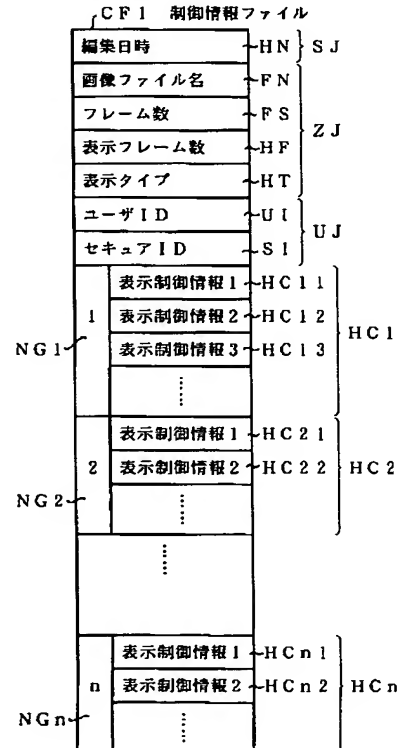 CF1 制御情報ファイル
編集日時 HN SJ
画像ファイル名 FN
フレーム数 FS
ZJ
表示フレーム数 HF
表示タイプ HT
ユーザID UI
UJ
セキュアID SI
表示制御情報1 HC11
1 表示制御情報2 HC12
HC1
NG1 表示制御情報3 HC13
……
表示制御情報1 HC21
2 表示制御情報2 HC22 HC2
NG2 ……
……
表示制御情報1 HCn1
n 表示制御情報2 HCn2 HCn
NGn ……